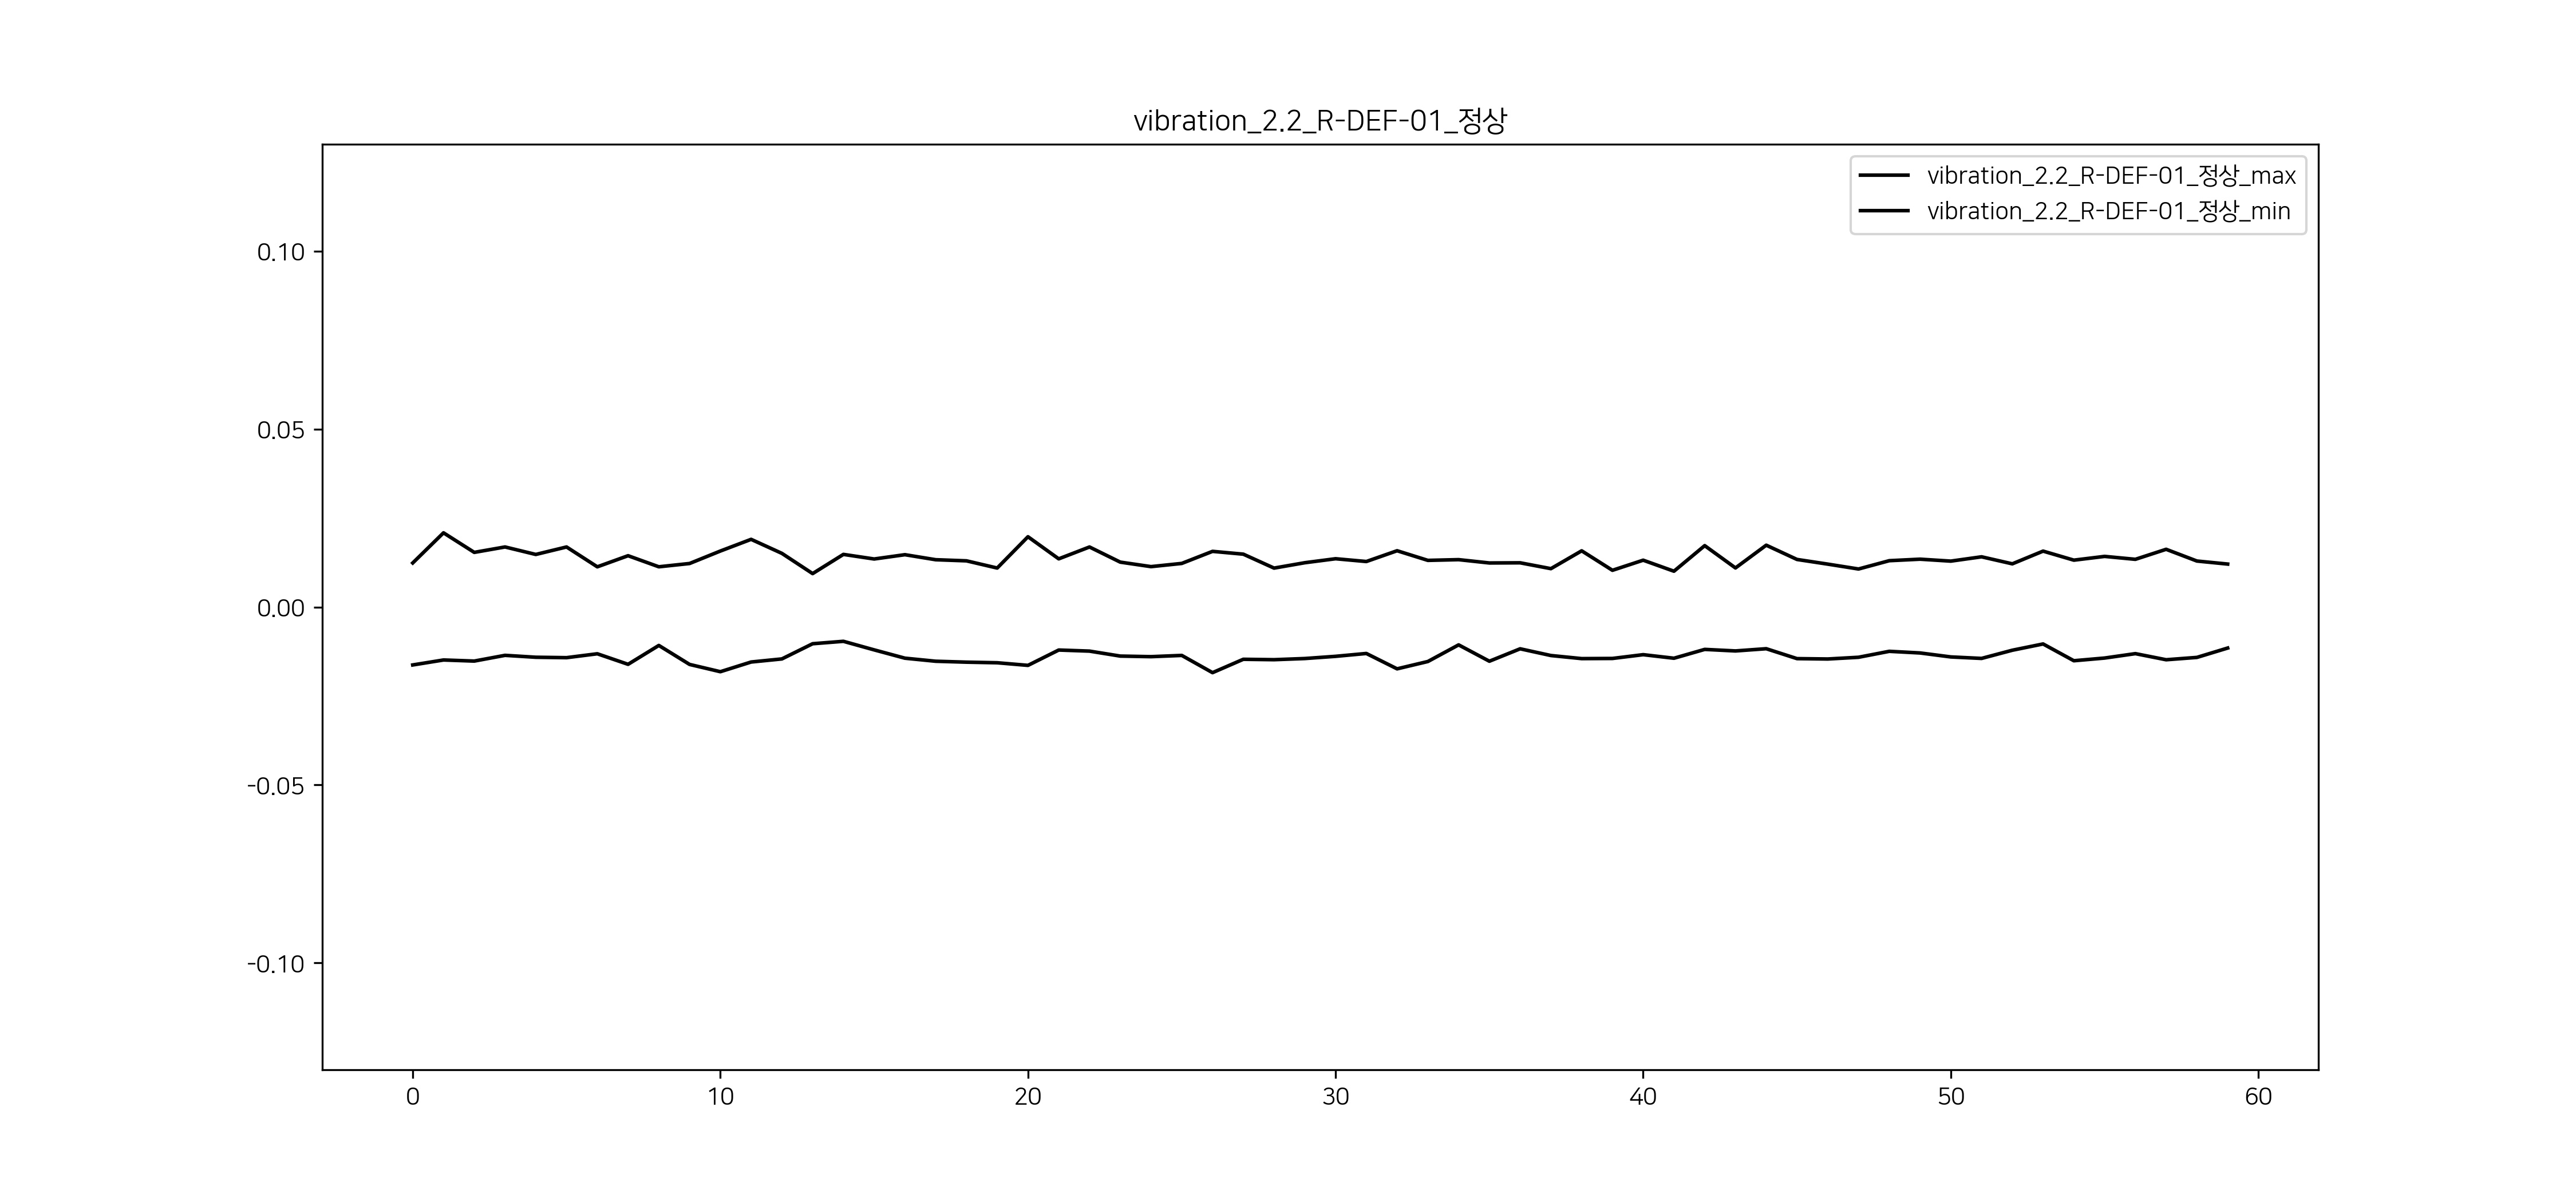 vibration_2.2_R-DEF-01_정상
vibration_2.2_R-DEF-01_정상_max
vibration_2.2_R-DEF-01_정상_min
0.10
0.05
0.00
-0.05
-0.10
0 10 20 30 40 50 60